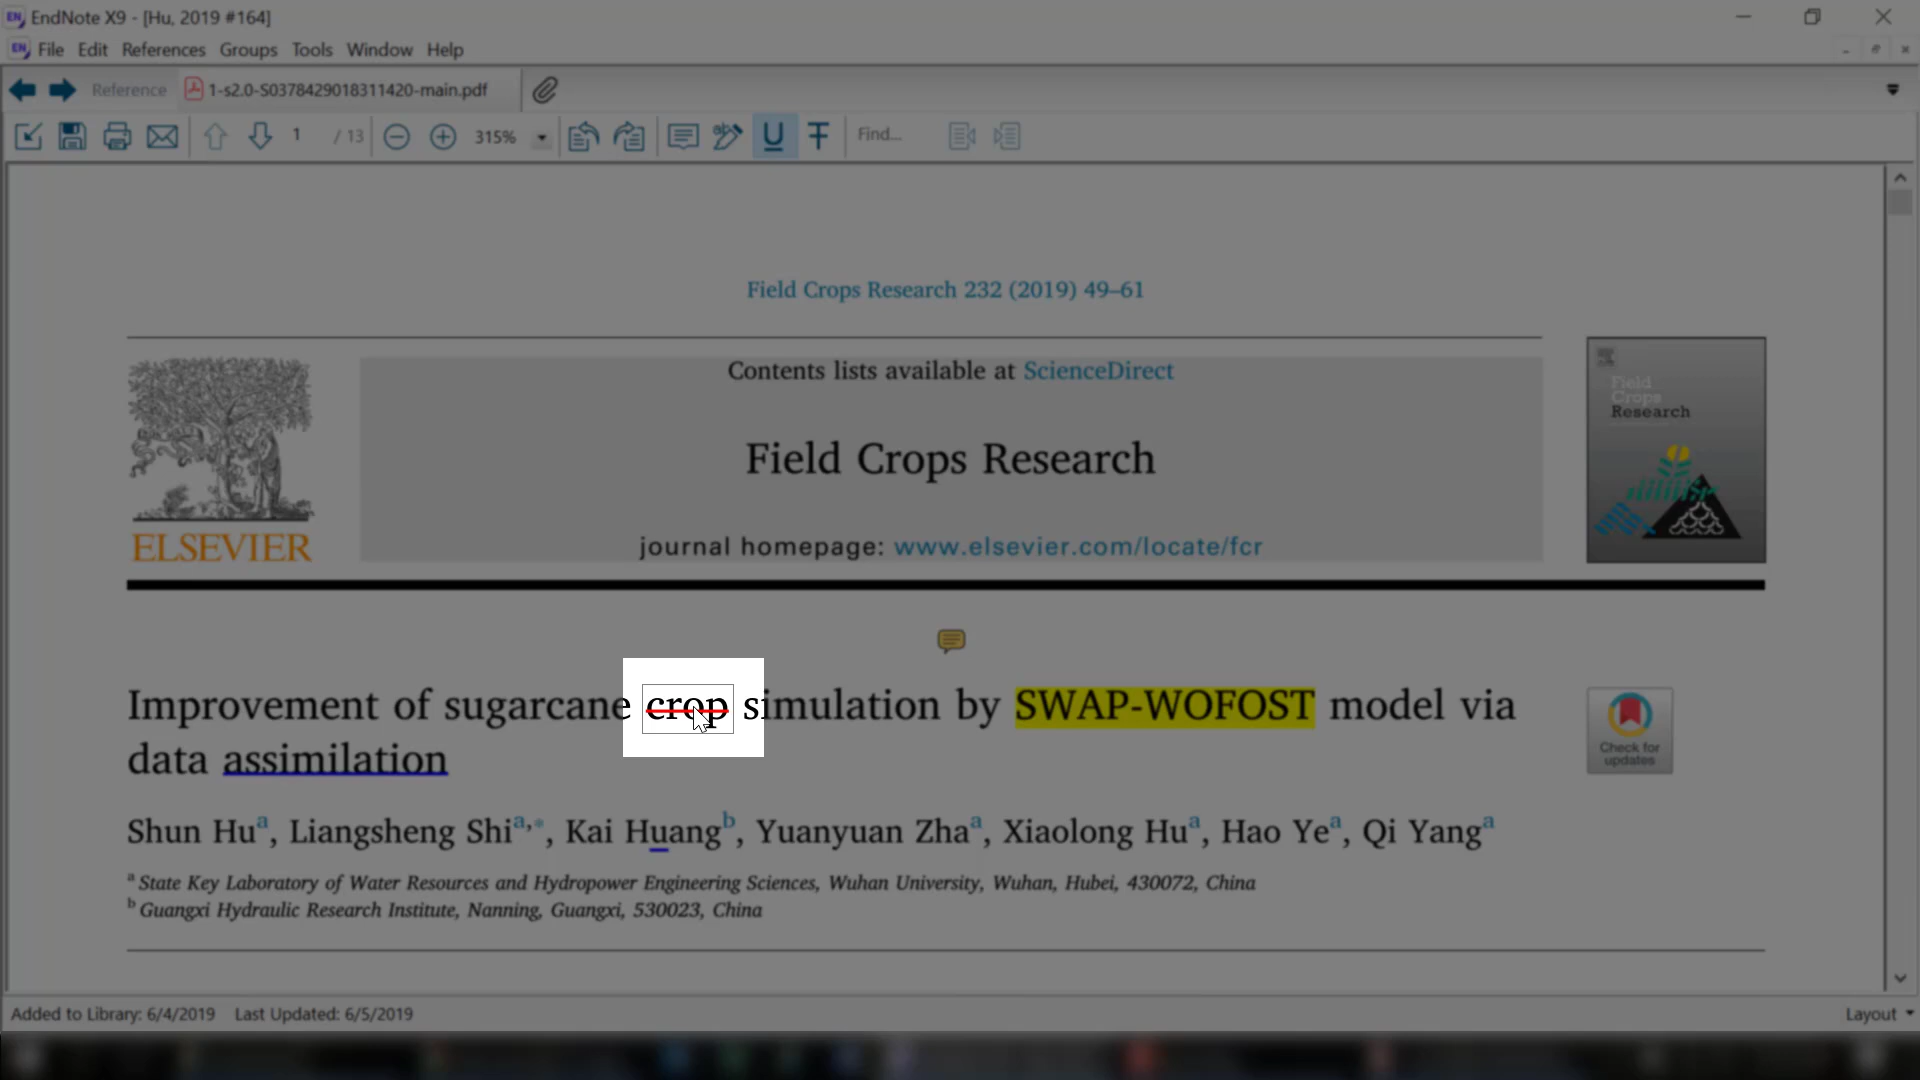 EndNote X9 - [Hu, 2019 #164]
File Edit References Groups Tools Window Help
Reference 1-s2.0-S0378429018311420-main.pdf
1 / 13 315% Find...
Field Crops Research 232 (2019) 49–61
Contents lists available at ScienceDirect
Field Crops Research
journal homepage: www.elsevier.com/locate/fcr
ELSEVIER
Field
Crops
Research
Improvement of sugarcane crop simulation by SWAP-WOFOST model via
data assimilation
Check for
updates
Shun Huᵃ, Liangsheng Shiᵃ,*, Kai Huangᵇ, Yuanyuan Zhaᵃ, Xiaolong Huᵃ, Hao Yeᵃ, Qi Yangᵃ
ᵃ State Key Laboratory of Water Resources and Hydropower Engineering Sciences, Wuhan University, Wuhan, Hubei, 430072, China
ᵇ Guangxi Hydraulic Research Institute, Nanning, Guangxi, 530023, China
Added to Library: 6/4/2019 Last Updated: 6/5/2019 Layout